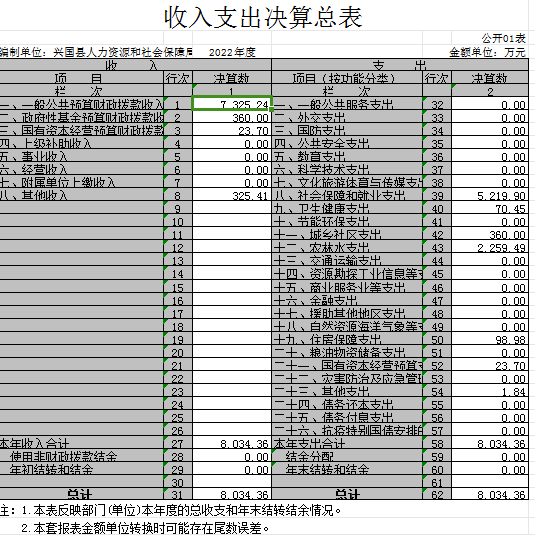 收入支出决算总表
公开01表
编制单位：兴国县人力资源和社会保障局 2022年度 金额单位：万元
收 入 支 出
项 目 行次 决算数 项目（按功能分类） 行次 决算数
栏 次 1 栏 次 2
一、一般公共预算财政拨款收入 1 7,325.24 一、一般公共服务支出 32 0.00
二、政府性基金预算财政拨款收 2 360.00 二、外交支出 33 0.00
三、国有资本经营预算财政拨款 3 23.70 三、国防支出 34 0.00
四、上级补助收入 4 0.00 四、公共安全支出 35 0.00
五、事业收入 5 0.00 五、教育支出 36 0.00
六、经营收入 6 0.00 六、科学技术支出 37 0.00
七、附属单位上缴收入 7 0.00 七、文化旅游体育与传媒支出 38 0.00
八、其他收入 8 325.41 八、社会保障和就业支出 39 5,219.90
9 九、卫生健康支出 40 70.45
10 十、节能环保支出 41 0.00
11 十一、城乡社区支出 42 360.00
12 十二、农林水支出 43 2,259.49
13 十三、交通运输支出 44 0.00
14 十四、资源勘探工业信息等 45 0.00
15 十五、商业服务业等支出 46 0.00
16 十六、金融支出 47 0.00
17 十七、援助其他地区支出 48 0.00
18 十八、自然资源海洋气象等 49 0.00
19 十九、住房保障支出 50 98.98
20 二十、粮油物资储备支出 51 0.00
21 二十一、国有资本经营预算 52 23.70
22 二十二、灾害防治及应急管 53 0.00
23 二十三、其他支出 54 1.84
24 二十四、债务还本支出 55 0.00
25 二十五、债务付息支出 56 0.00
26 二十六、抗疫特别国债安排 57 0.00
本年收入合计 27 8,034.36 本年支出合计 58 8,034.36
使用非财政拨款结余 28 0.00 结余分配 59 0.00
年初结转和结余 29 0.00 年末结转和结余 60 0.00
30 61
总计 31 8,034.36 总计 62 8,034.36
注：1.本表反映部门(单位)本年度的总收支和年末结转结余情况。
2.本套报表金额单位转换时可能存在尾数误差。